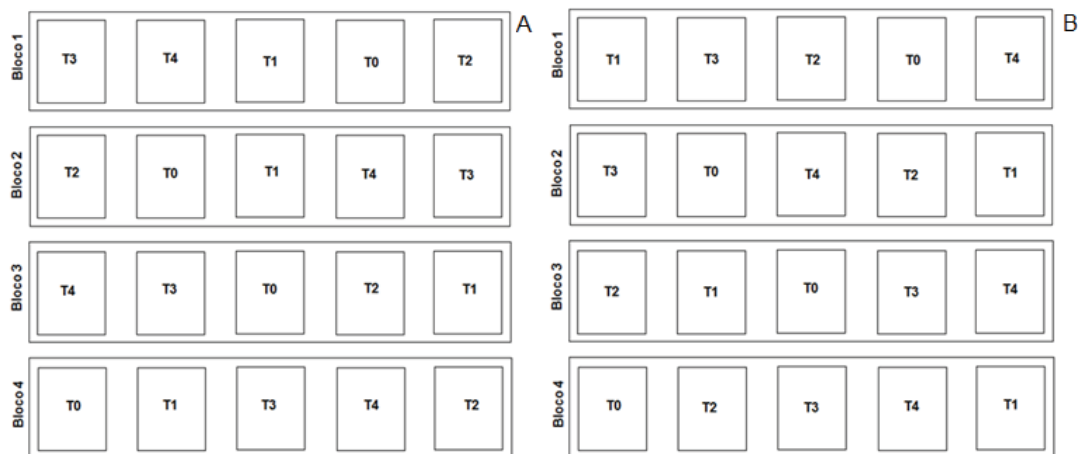 A
Bloco 1
T3 T4 T1 T0 T2
Bloco 2
T2 T0 T1 T4 T3
Bloco 3
T4 T3 T0 T2 T1
Bloco 4
T0 T1 T3 T4 T2
B
Bloco 1
T1 T3 T2 T0 T4
Bloco 2
T3 T0 T4 T2 T1
Bloco 3
T2 T1 T0 T3 T4
Bloco 4
T0 T2 T3 T4 T1